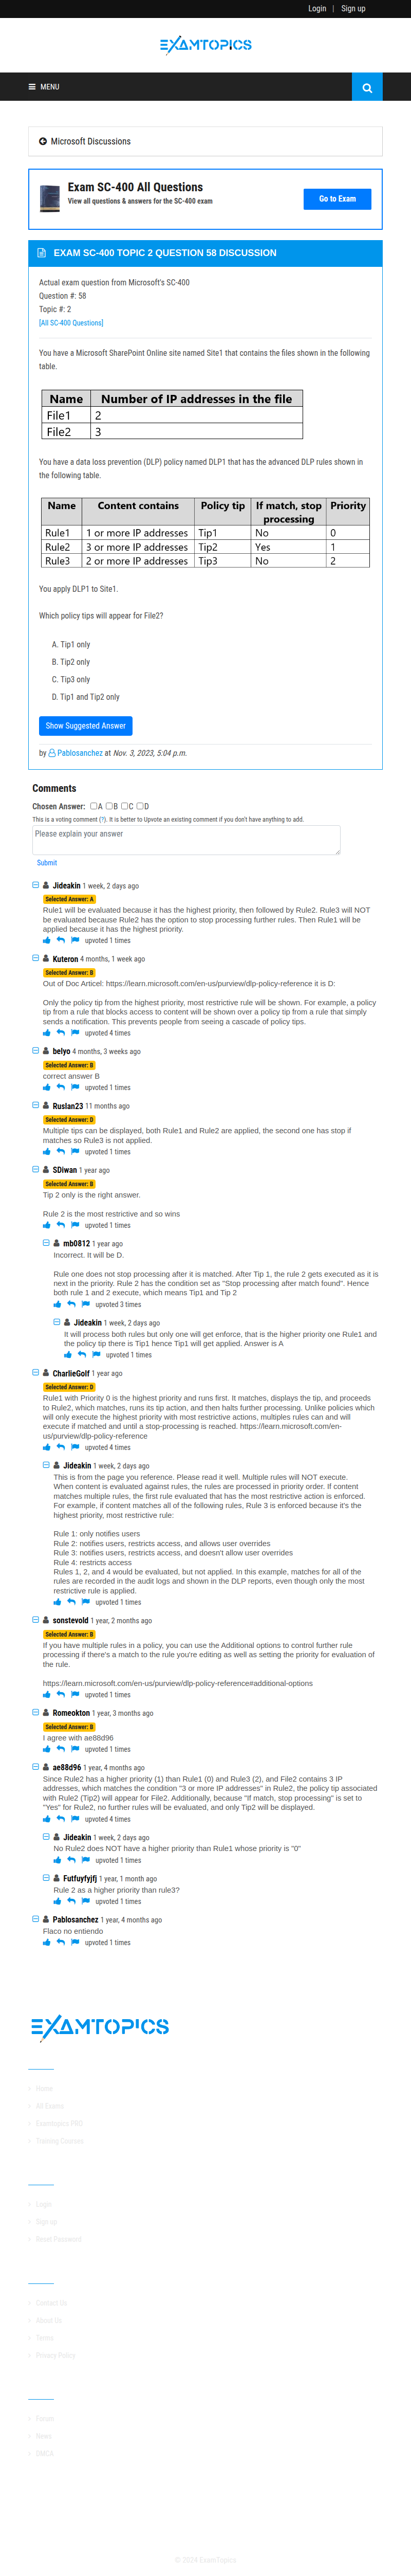 Login | Sign up
EXAMTOPICS
MENU
Microsoft Discussions
Exam SC-400 All Questions
View all questions & answers for the SC-400 exam
Go to Exam
EXAM SC-400 TOPIC 2 QUESTION 58 DISCUSSION
Actual exam question from Microsoft's SC-400
Question #: 58
Topic #: 2
[All SC-400 Questions]
You have a Microsoft SharePoint Online site named Site1 that contains the files shown in the following
table.
Name Number of IP addresses in the file
File1 2
File2 3
You have a data loss prevention (DLP) policy named DLP1 that has the advanced DLP rules shown in
the following table.
Name Content contains Policy tip If match, stop processing Priority
Rule1 1 or more IP addresses Tip1 No 0
Rule2 3 or more IP addresses Tip2 Yes 1
Rule3 2 or more IP addresses Tip3 No 2
You apply DLP1 to Site1.
Which policy tips will appear for File2?
A. Tip1 only
B. Tip2 only
C. Tip3 only
D. Tip1 and Tip2 only
Show Suggested Answer
by Pablosanchez at Nov. 3, 2023, 5:04 p.m.
Comments
Chosen Answer: A B C D
This is a voting comment (?). It is better to Upvote an existing comment if you don't have anything to add.
Please explain your answer
Submit
Jideakin 1 week, 2 days ago
Selected Answer: A
Rule1 will be evaluated because it has the highest priority, then followed by Rule2. Rule3 will NOT
be evaluated because Rule2 has the option to stop processing further rules. Then Rule1 will be
applied because it has the highest priority.
upvoted 1 times
Kuteron 4 months, 1 week ago
Selected Answer: B
Out of Doc Articel: https://learn.microsoft.com/en-us/purview/dlp-policy-reference it is D:
Only the policy tip from the highest priority, most restrictive rule will be shown. For example, a policy
tip from a rule that blocks access to content will be shown over a policy tip from a rule that simply
sends a notification. This prevents people from seeing a cascade of policy tips.
upvoted 4 times
belyo 4 months, 3 weeks ago
Selected Answer: B
correct answer B
upvoted 1 times
Ruslan23 11 months ago
Selected Answer: D
Multiple tips can be displayed, both Rule1 and Rule2 are applied, the second one has stop if
matches so Rule3 is not applied.
upvoted 1 times
SDiwan 1 year ago
Selected Answer: B
Tip 2 only is the right answer.
Rule 2 is the most restrictive and so wins
upvoted 1 times
mb0812 1 year ago
Incorrect. It will be D.
Rule one does not stop processing after it is matched. After Tip 1, the rule 2 gets executed as it is
next in the priority. Rule 2 has the condition set as "Stop processing after match found". Hence
both rule 1 and 2 execute, which means Tip1 and Tip 2
upvoted 3 times
Jideakin 1 week, 2 days ago
It will process both rules but only one will get enforce, that is the higher priority one Rule1 and
the policy tip there is Tip1 hence Tip1 will get applied. Answer is A
upvoted 1 times
CharlieGolf 1 year ago
Selected Answer: D
Rule1 with Priority 0 is the highest priority and runs first. It matches, displays the tip, and proceeds
to Rule2, which matches, runs its tip action, and then halts further processing. Unlike policies which
will only execute the highest priority with most restrictive actions, multiples rules can and will
execute if matched and until a stop-processing is reached. https://learn.microsoft.com/en-
us/purview/dlp-policy-reference
upvoted 4 times
Jideakin 1 week, 2 days ago
This is from the page you reference. Please read it well. Multiple rules will NOT execute.
When content is evaluated against rules, the rules are processed in priority order. If content
matches multiple rules, the first rule evaluated that has the most restrictive action is enforced.
For example, if content matches all of the following rules, Rule 3 is enforced because it's the
highest priority, most restrictive rule:
Rule 1: only notifies users
Rule 2: notifies users, restricts access, and allows user overrides
Rule 3: notifies users, restricts access, and doesn't allow user overrides
Rule 4: restricts access
Rules 1, 2, and 4 would be evaluated, but not applied. In this example, matches for all of the
rules are recorded in the audit logs and shown in the DLP reports, even though only the most
restrictive rule is applied.
upvoted 1 times
sonstevold 1 year, 2 months ago
Selected Answer: B
If you have multiple rules in a policy, you can use the Additional options to control further rule
processing if there's a match to the rule you're editing as well as setting the priority for evaluation of
the rule.
https://learn.microsoft.com/en-us/purview/dlp-policy-reference#additional-options
upvoted 1 times
Romeokton 1 year, 3 months ago
Selected Answer: B
I agree with ae88d96
upvoted 1 times
ae88d96 1 year, 4 months ago
Since Rule2 has a higher priority (1) than Rule1 (0) and Rule3 (2), and File2 contains 3 IP
addresses, which matches the condition "3 or more IP addresses" in Rule2, the policy tip associated
with Rule2 (Tip2) will appear for File2. Additionally, because "If match, stop processing" is set to
"Yes" for Rule2, no further rules will be evaluated, and only Tip2 will be displayed.
upvoted 4 times
Jideakin 1 week, 2 days ago
No Rule2 does NOT have a higher priority than Rule1 whose priority is "0"
upvoted 1 times
Futfuyfyjfj 1 year, 1 month ago
Rule 2 as a higher priority than rule3?
upvoted 1 times
Pablosanchez 1 year, 4 months ago
Flaco no entiendo
upvoted 1 times
EXAMTOPICS
Home
All Exams
Examtopics PRO
Training Courses
Login
Sign up
Reset Password
Contact Us
About Us
Terms
Privacy Policy
Forum
News
DMCA
© 2024 ExamTopics